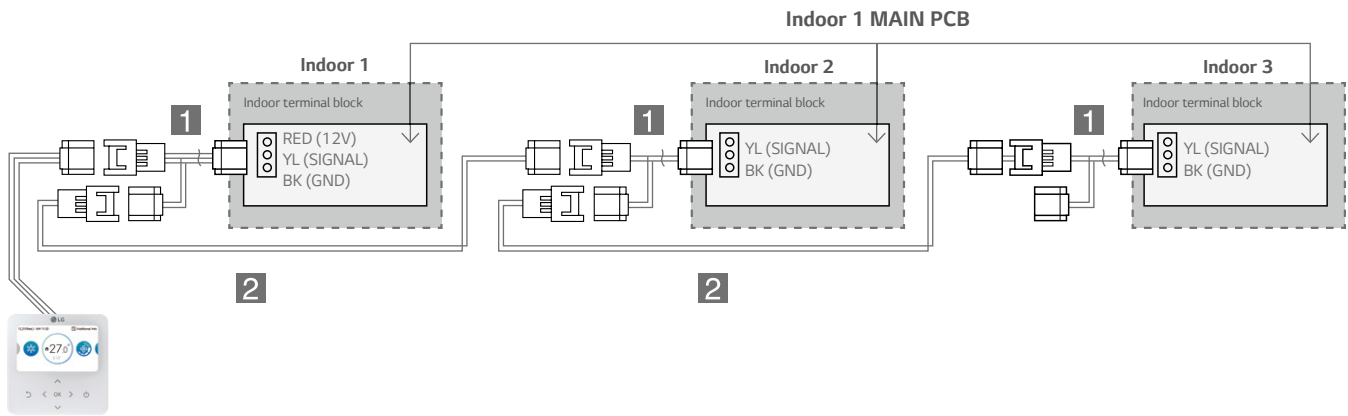 Indoor 1 MAIN PCB
Indoor 1
Indoor 2
Indoor 3
Indoor terminal block
Indoor terminal block
Indoor terminal block
1
1
1
RED (12V)
YL (SIGNAL)
BK (GND)
YL (SIGNAL)
BK (GND)
YL (SIGNAL)
BK (GND)
2
2
LG
27.0
OK